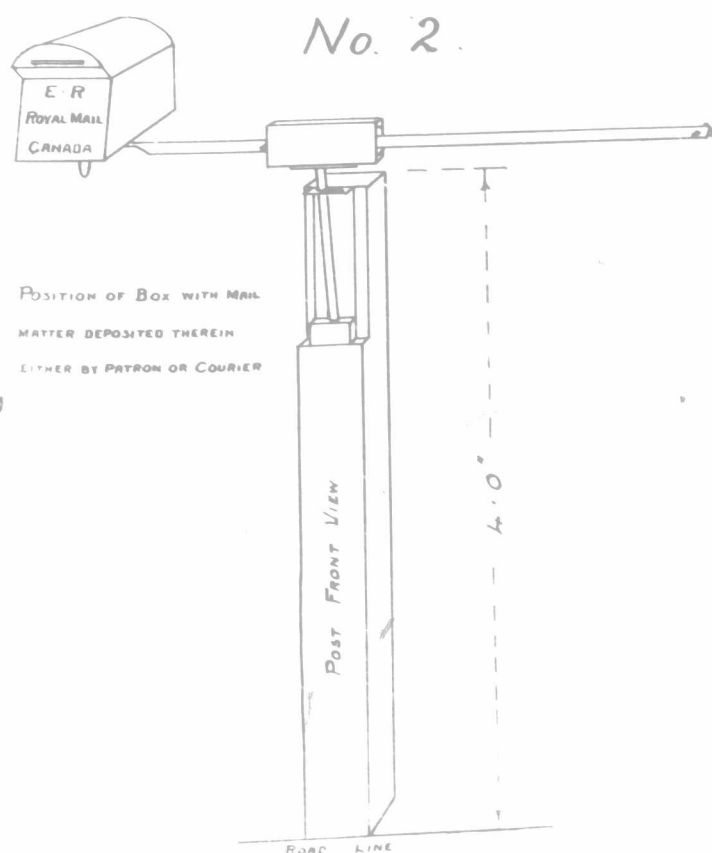 No. 2.
E·R
ROYAL MAIL
CANADA
POSITION OF BOX WITH MAIL
MATTER DEPOSITED THEREIN
EITHER BY PATRON OR COURIER
POST FRONT VIEW
4.0"
ROAD LINE